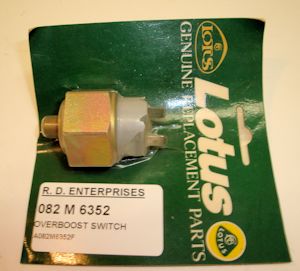 LOTUS
Lotus
GENUINE REPLACEMENT PARTS
R. D. ENTERPRISES
082 M 6352
OVERBOOST SWITCH
A082M6352F
LOTUS